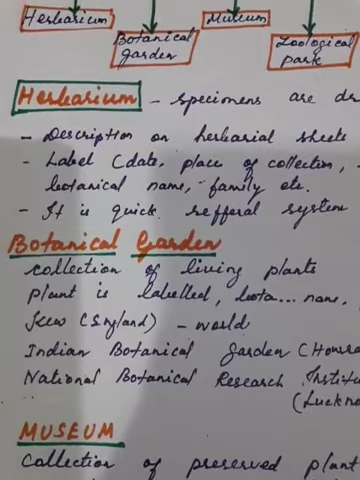 Herbarium
Botanical garden
Museum
Zoological park
Herbarium - specimens are
- Description on herbarial sheets
- Label (date, place of collection,
botanical name, family etc.
- It is quick refferal system
Botanical Garden
collection of living plants
plant is labelled, bota... name,
Kew (England) - world
Indian Botanical garden (Howra
National Botanical Research Institu
(Luckno
MUSEUM
Collection of preserved plant